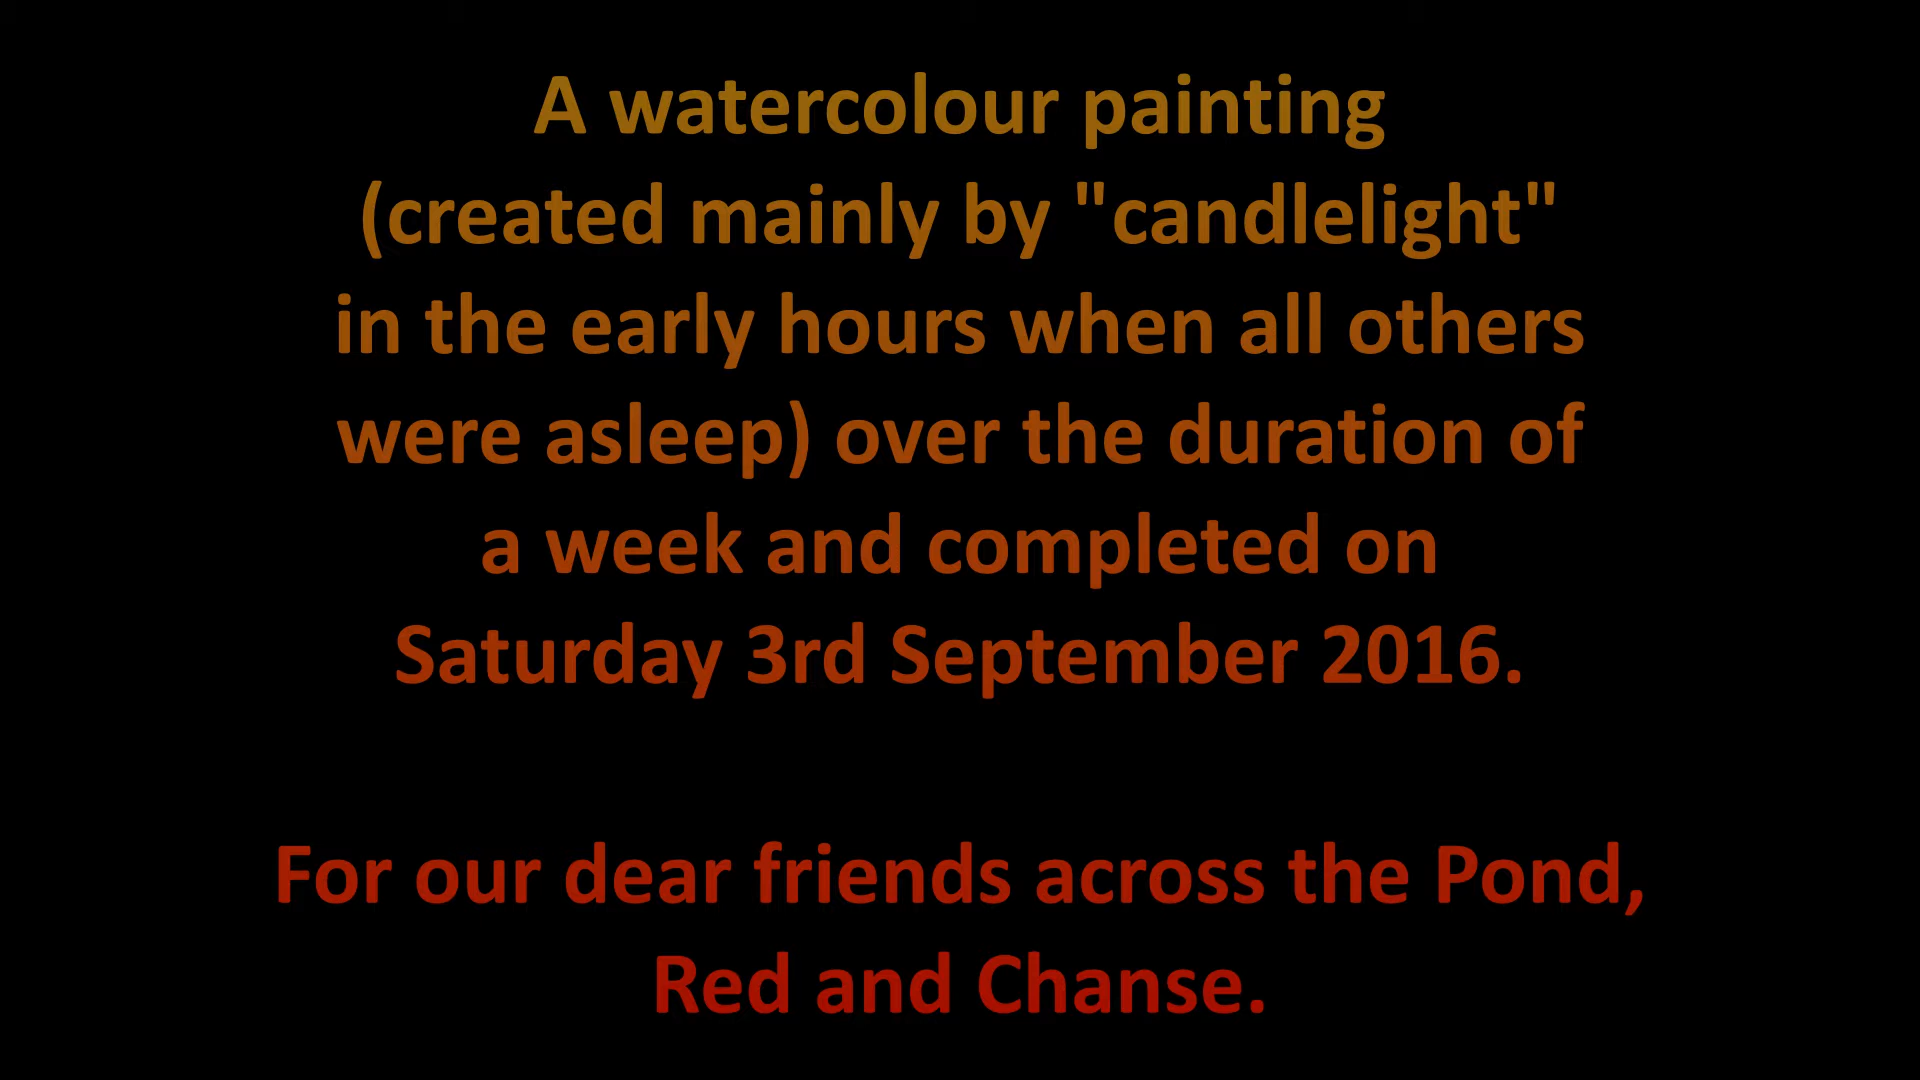 A watercolour painting
(created mainly by "candlelight"
in the early hours when all others
were asleep) over the duration of
a week and completed on
Saturday 3rd September 2016.
For our dear friends across the Pond,
Red and Chanse.